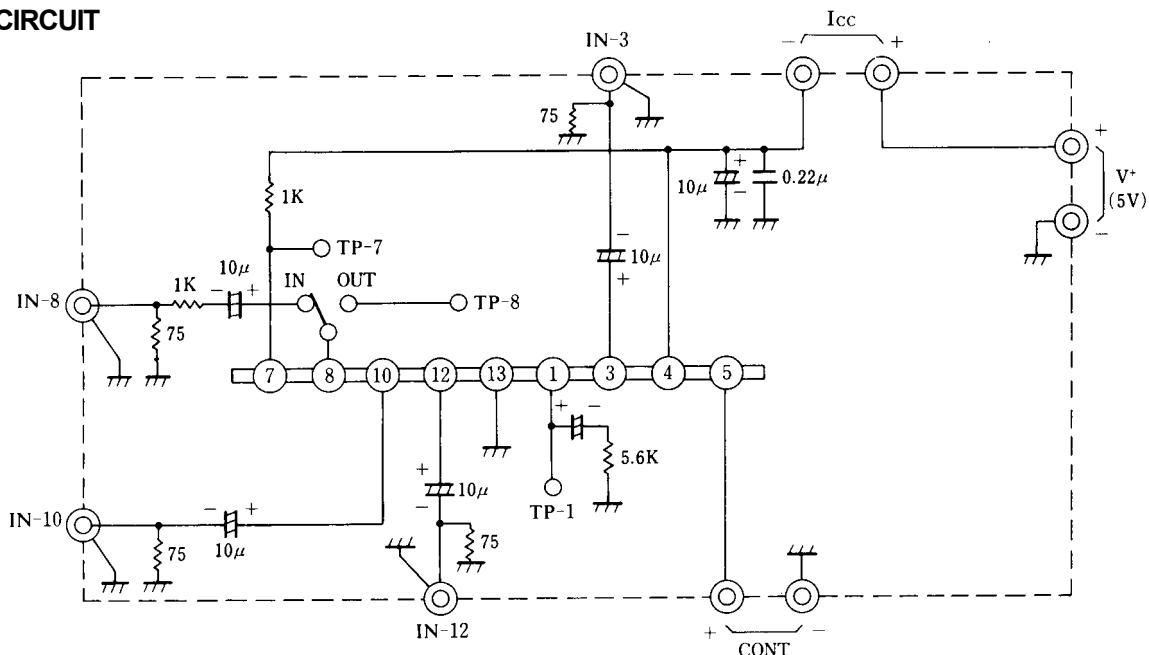 CIRCUIT
Icc
IN-3
- +
75
+
10μ + - 0.22μ
V+
(5V)
-
1K
TP-7
- 10μ +
10μ
IN OUT
IN-8
1K
- +
TP-8
75
7 8 10 12 13 1 3 4 5
+ -
5.6K
+ 10μ -
TP-1
IN-10
- +
10μ
75
75
IN-12
+ -
CONT